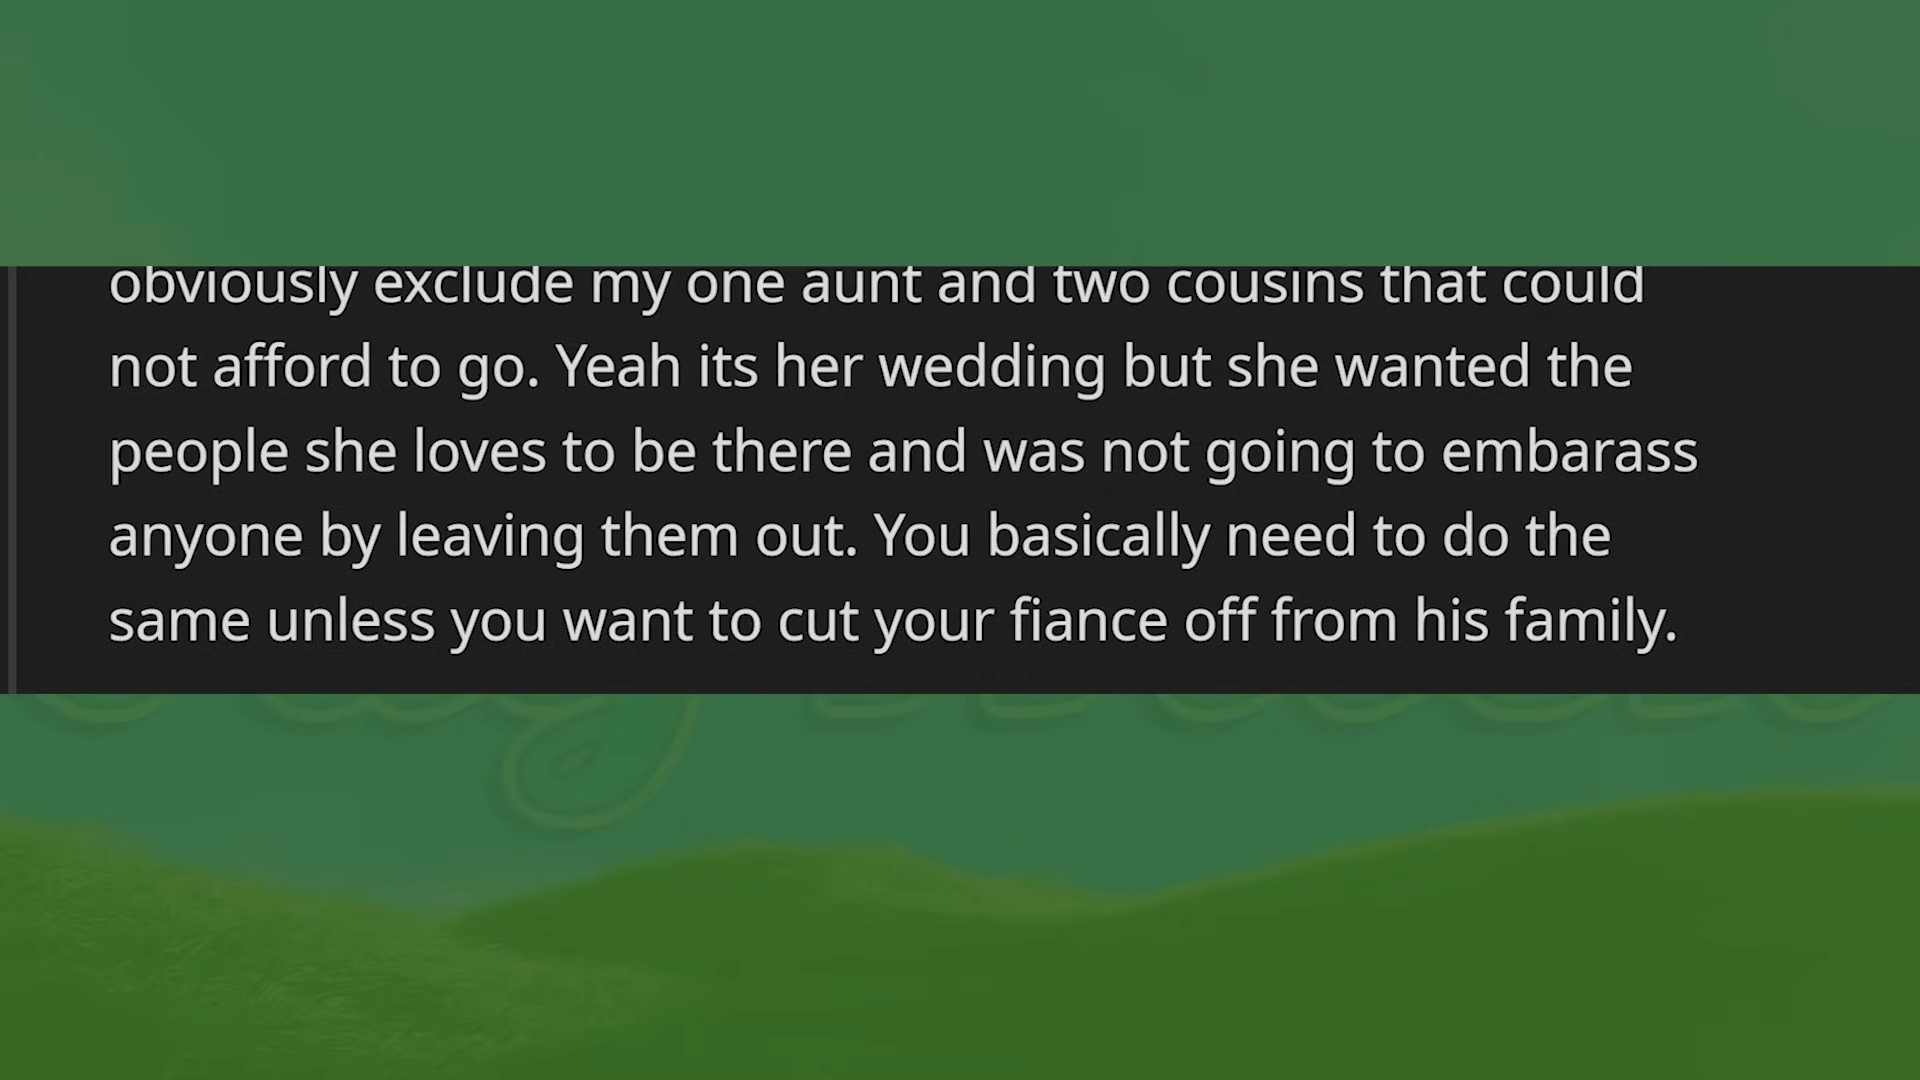 obviously exclude my one aunt and two cousins that could
not afford to go. Yeah its her wedding but she wanted the
people she loves to be there and was not going to embarass
anyone by leaving them out. You basically need to do the
same unless you want to cut your fiance off from his family.